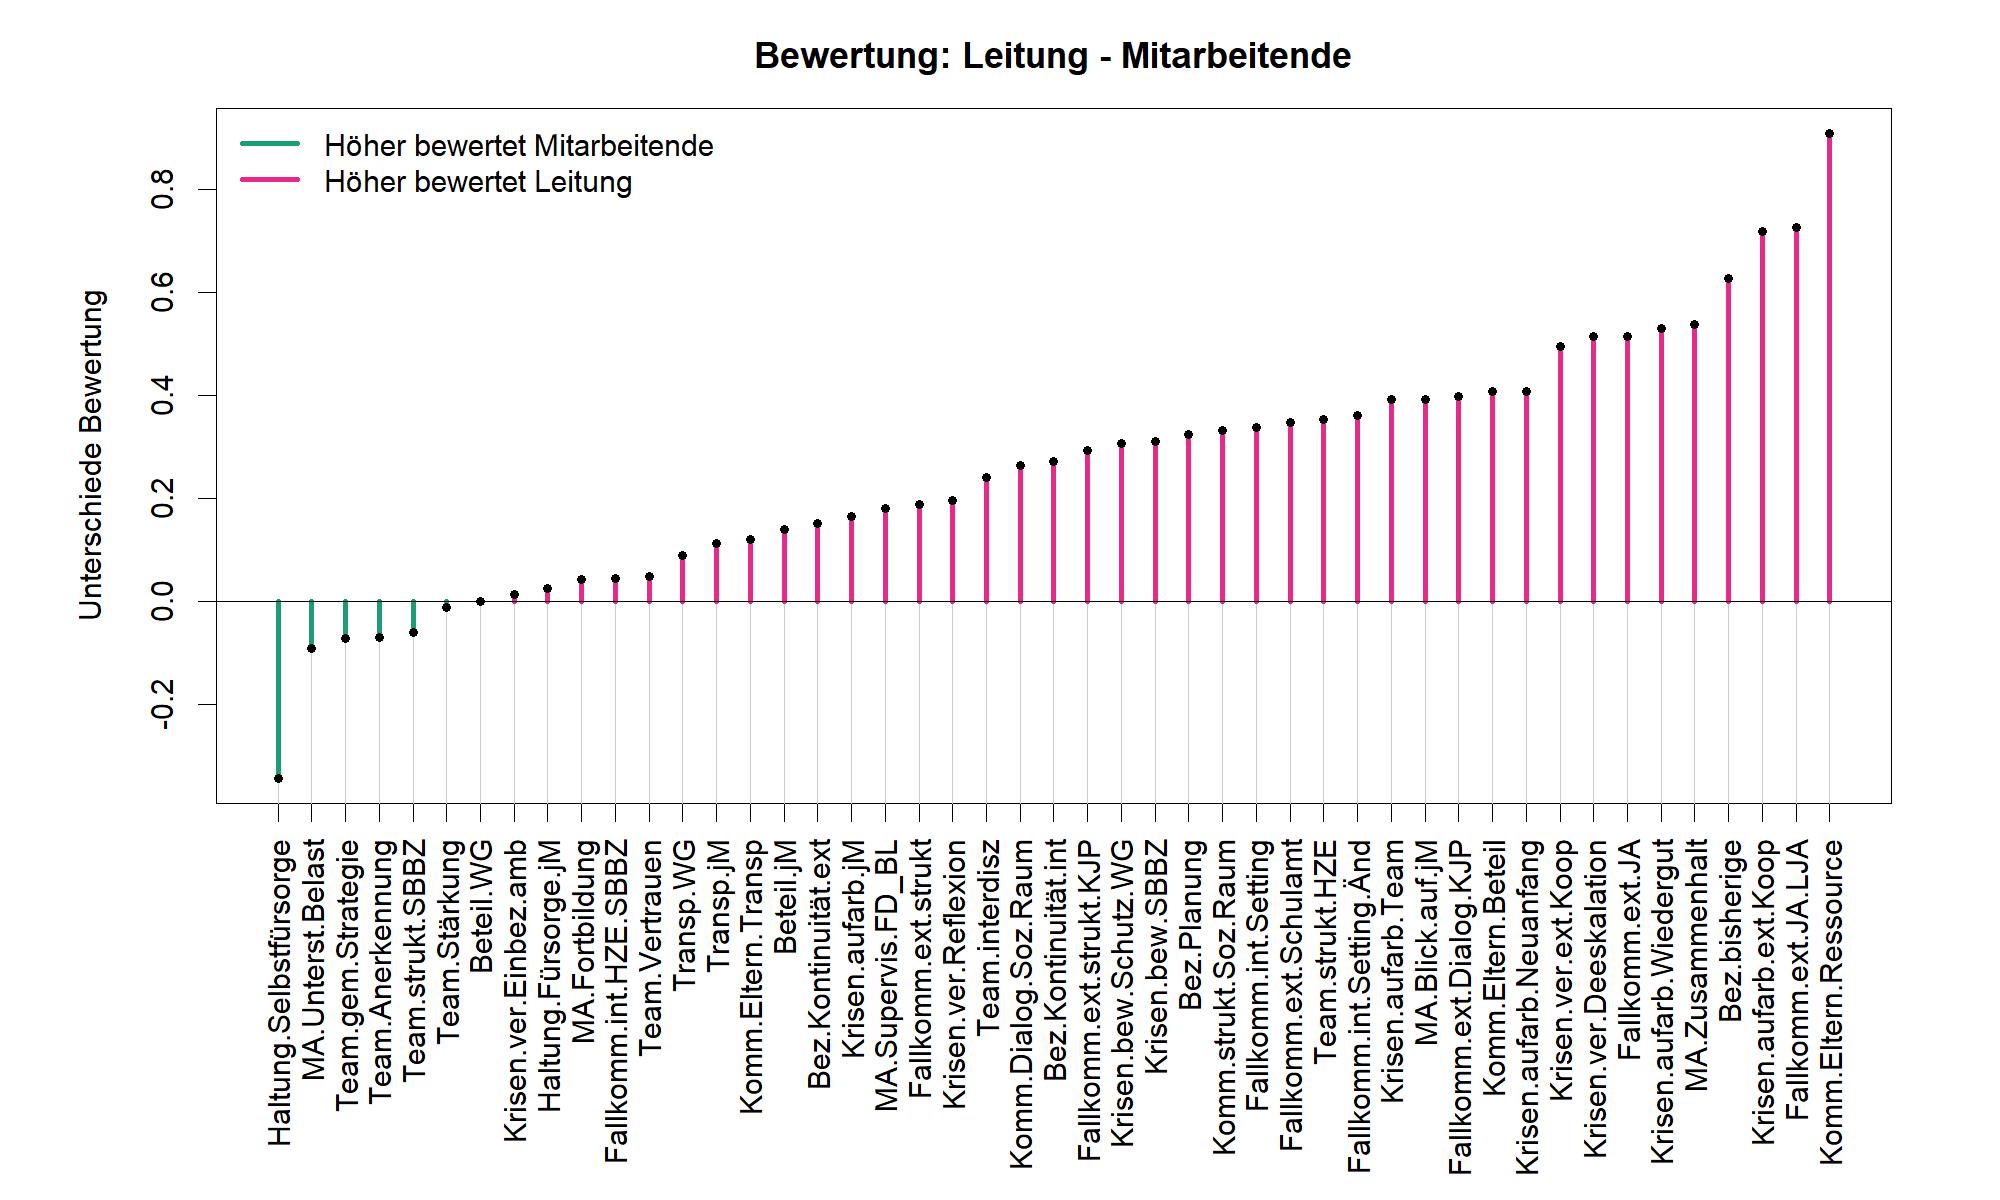 Bewertung: Leitung - Mitarbeitende
Höher bewertet Mitarbeitende
Höher bewertet Leitung
Unterschiede Bewertung
0.8
0.6
0.4
0.2
0.0
-0.2
Haltung.Selbstfürsorge
MA.Unterst.Belast
Team.gem.Strategie
Team.Anerkennung
Team.strukt.SBBZ
Team.Stärkung
Beteil.WG
Krisen.ver.Einbez.amb
Haltung.Fürsorge.jM
MA.Fortbildung
Fallkomm.int.HZE.SBBZ
Team.Vertrauen
Transp.WG
Transp.jM
Komm.Eltern.Transp
Beteil.jM
Bez.Kontinuität.ext
Krisen.aufarb.jM
MA.Supervis.FD_BL
Fallkomm.ext.strukt
Krisen.ver.Reflexion
Team.interdisz
Komm.Dialog.Soz.Raum
Bez.Kontinuität.int
Fallkomm.ext.strukt.KJP
Krisen.bew.Schutz.WG
Krisen.bew.SBBZ
Bez.Planung
Komm.strukt.Soz.Raum
Fallkomm.int.Setting
Fallkomm.ext.Schulamt
Team.strukt.HZE
Fallkomm.int.Setting.Änd
Krisen.aufarb.Team
MA.Blick.auf.jM
Fallkomm.ext.Dialog.KJP
Komm.Eltern.Beteil
Krisen.aufarb.Neuanfang
Krisen.ver.ext.Koop
Krisen.ver.Deeskalation
Fallkomm.ext.JA
Krisen.aufarb.Wiedergut
MA.Zusammenhalt
Bez.bisherige
Krisen.aufarb.ext.Koop
Fallkomm.ext.JA.LJA
Komm.Eltern.Ressource